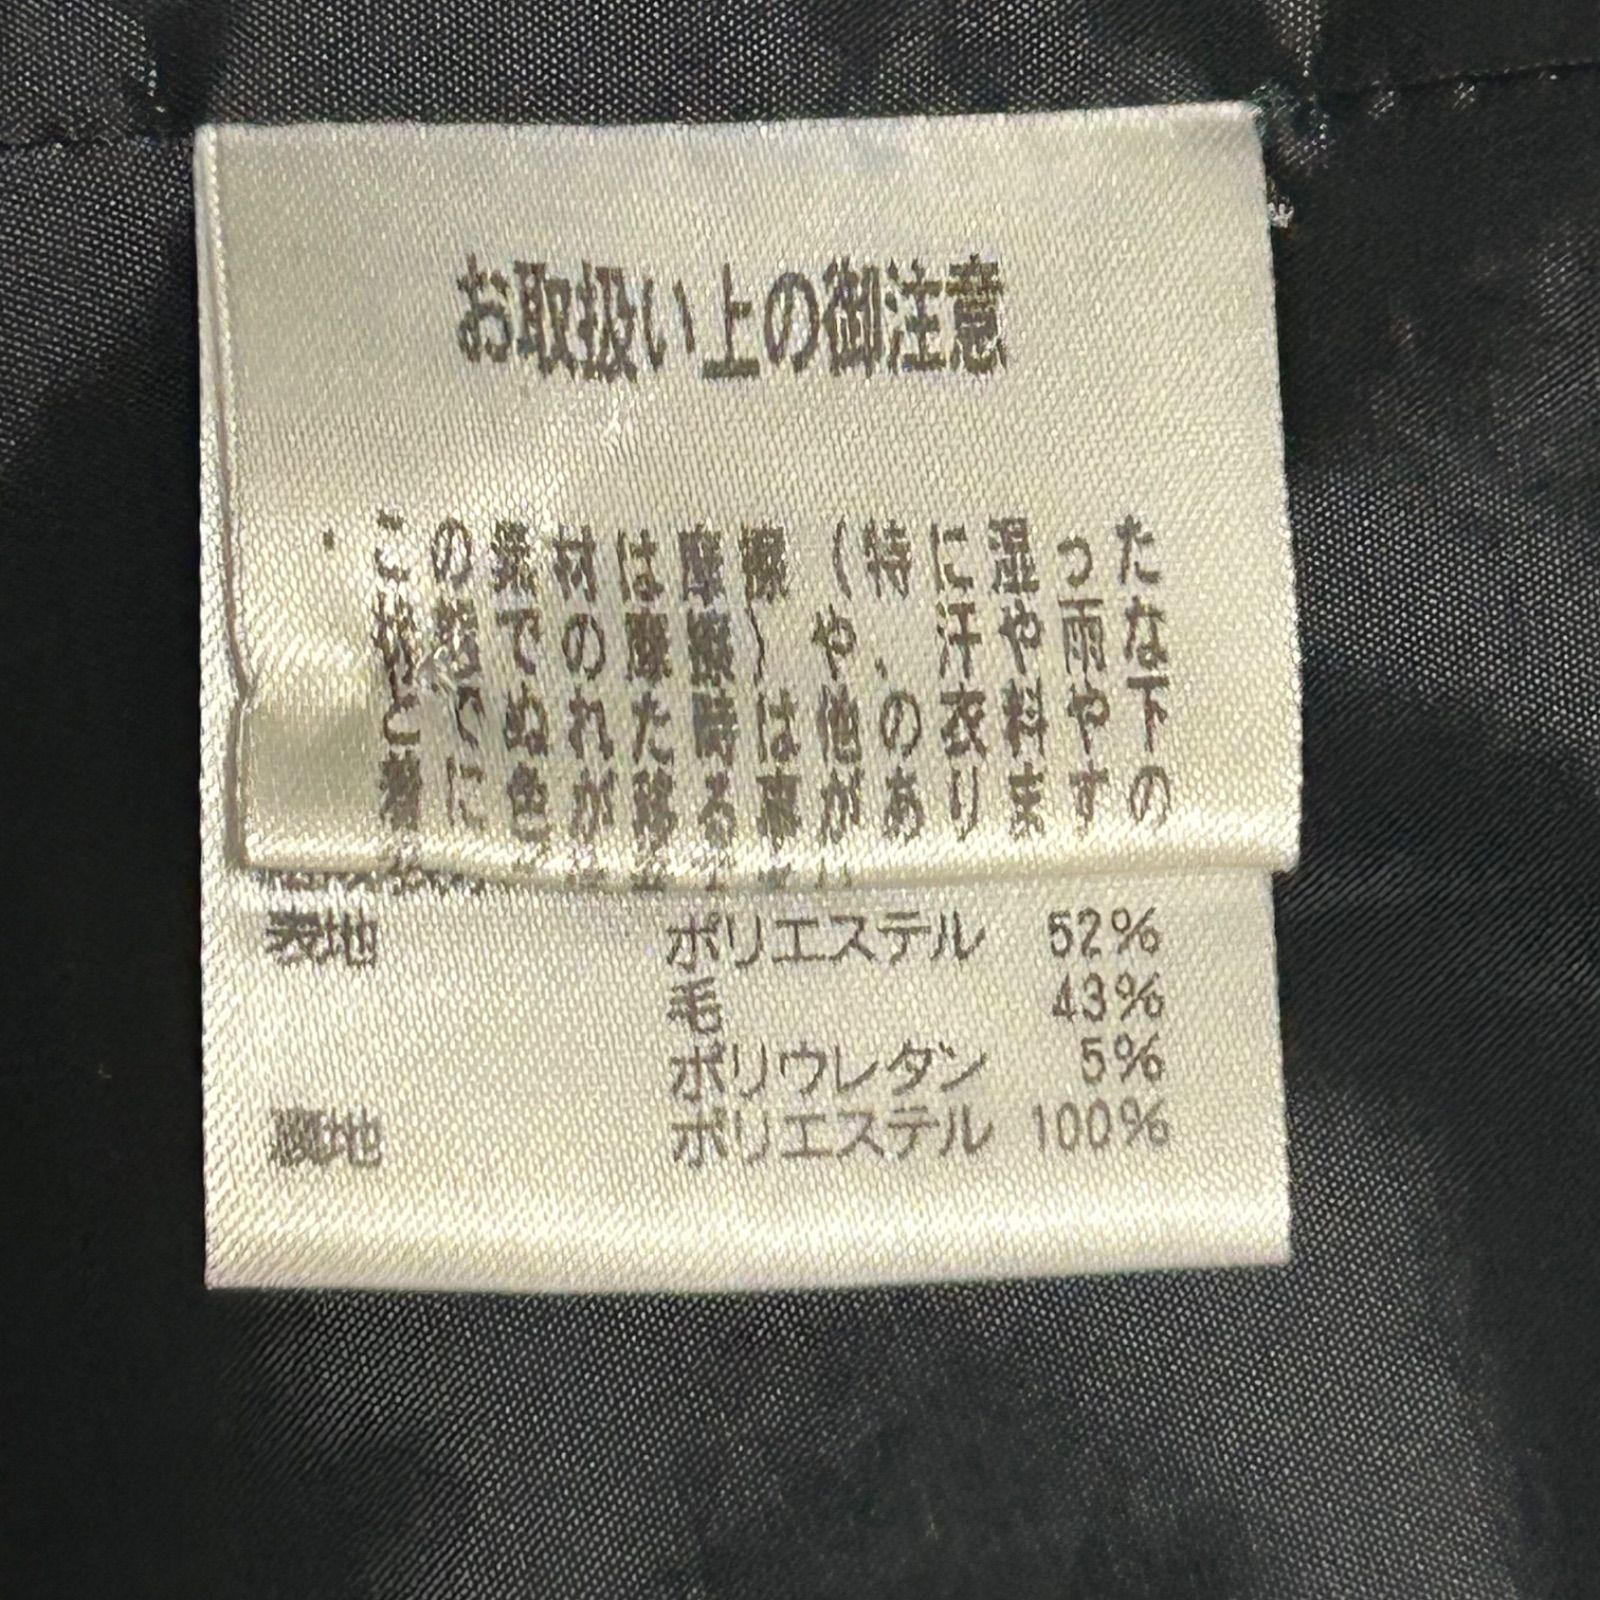 お取扱い上の御注意
・この素材は摩擦（特に湿った
状態での摩擦）や、汗や雨な
どでぬれた時は他の衣料や下
着に色が移る事がありますの
表地 ポリエステル 52%
毛 43%
ポリウレタン 5%
裏地 ポリエステル 100%